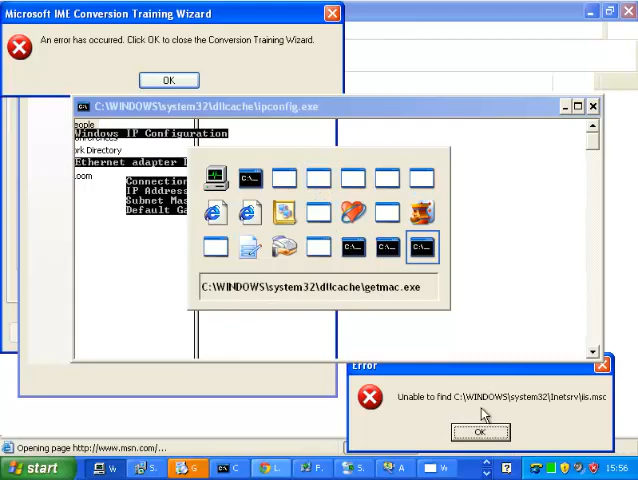 Microsoft IME Conversion Training Wizard
An error has occurred. Click OK to close the Conversion Training Wizard.
OK
C:\WINDOWS\system32\dllcache\ipconfig.exe
eople
Windows IP Configuration
rk Directory
Ethernet adapter
oom
Connection
IP Address
Subnet Mas
Default Ga
C:\WINDOWS\system32\dllcache\getmac.exe
Error
Unable to find C:\WINDOWS\system32\Inetsrv\iis.msc
OK
Opening page http://www.msn.com/...
start
W
S.
G
C
L.
F.
S.
A
W
15:56